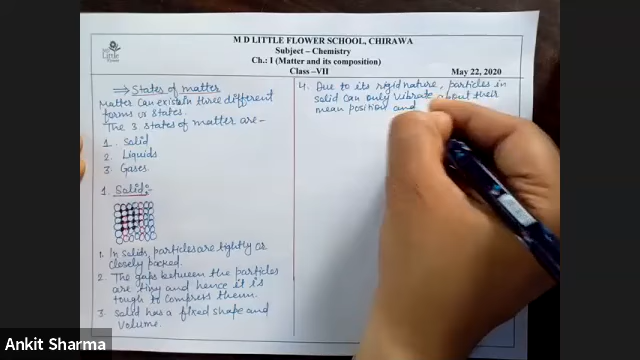 M D LITTLE FLOWER SCHOOL, CHIRAWA
Subject – Chemistry
Ch.: I (Matter and its composition)
Class –VII
May 22, 2020
⇒ States of matter
Matter can exist in three different
forms or states.
The 3 states of matter are -
1. Solid
2. Liquids
3. Gases.
1. Solid:
1. In solid, particles are tightly or
closely packed.
2. The gaps between the particles
are tiny and hence it is
tough to compress them.
3 Solid has a fixed shape and
volume.
4. Due to its rigid nature, particles in
solid can only vibrate about their
mean position and
Ankit Sharma